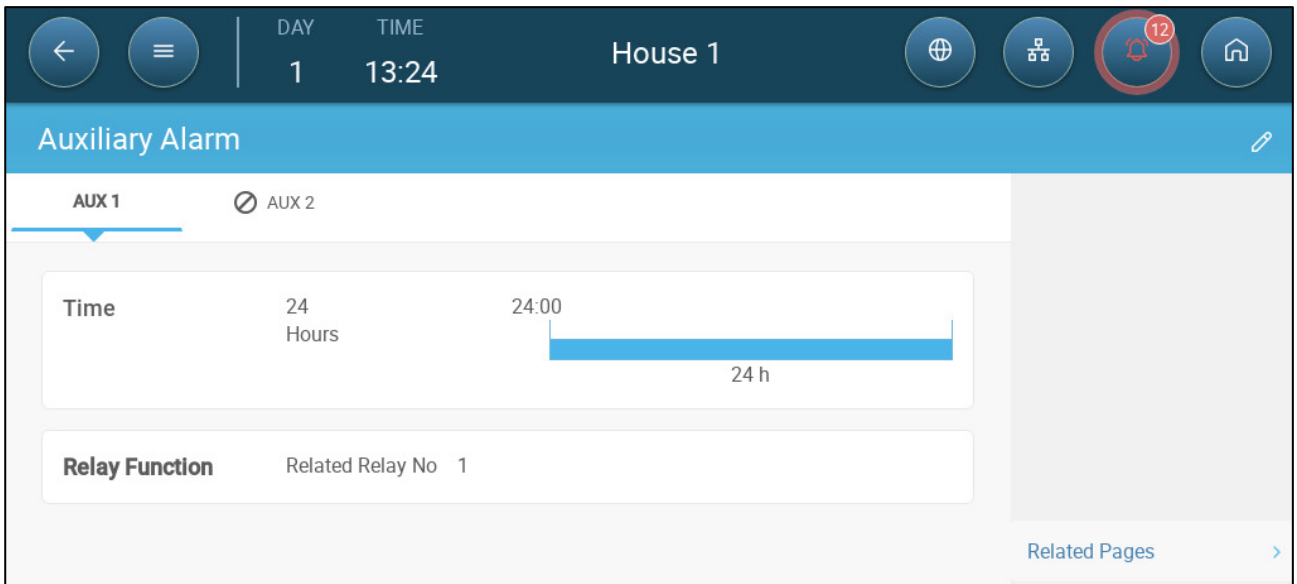 DAY TIME
1 13:24
House 1
12
Auxiliary Alarm
AUX 1
AUX 2
Time
24
Hours
24:00
24 h
Relay Function
Related Relay No 1
Related Pages